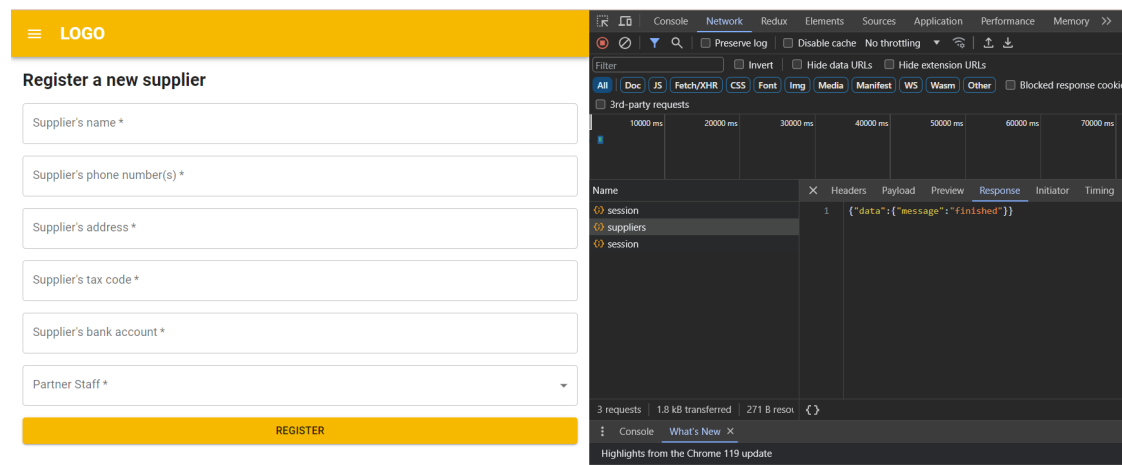 LOGO
Register a new supplier
Supplier's name *
Supplier's phone number(s) *
Supplier's address *
Supplier's tax code *
Supplier's bank account *
Partner Staff *
REGISTER
Console Network Redux Elements Sources Application Performance Memory
Preserve log Disable cache No throttling
Filter Invert Hide data URLs Hide extension URLs
All Doc JS Fetch/XHR CSS Font Img Media Manifest WS Wasm Other Blocked response cookie
3rd-party requests
10000 ms 20000 ms 30000 ms 40000 ms 50000 ms 60000 ms 70000 ms
Name Headers Payload Preview Response Initiator Timing
session
suppliers
session
1 {"data":{"message":"finished"}}
3 requests 1.8 kB transferred 271 B resou { }
Console What's New
Highlights from the Chrome 119 update